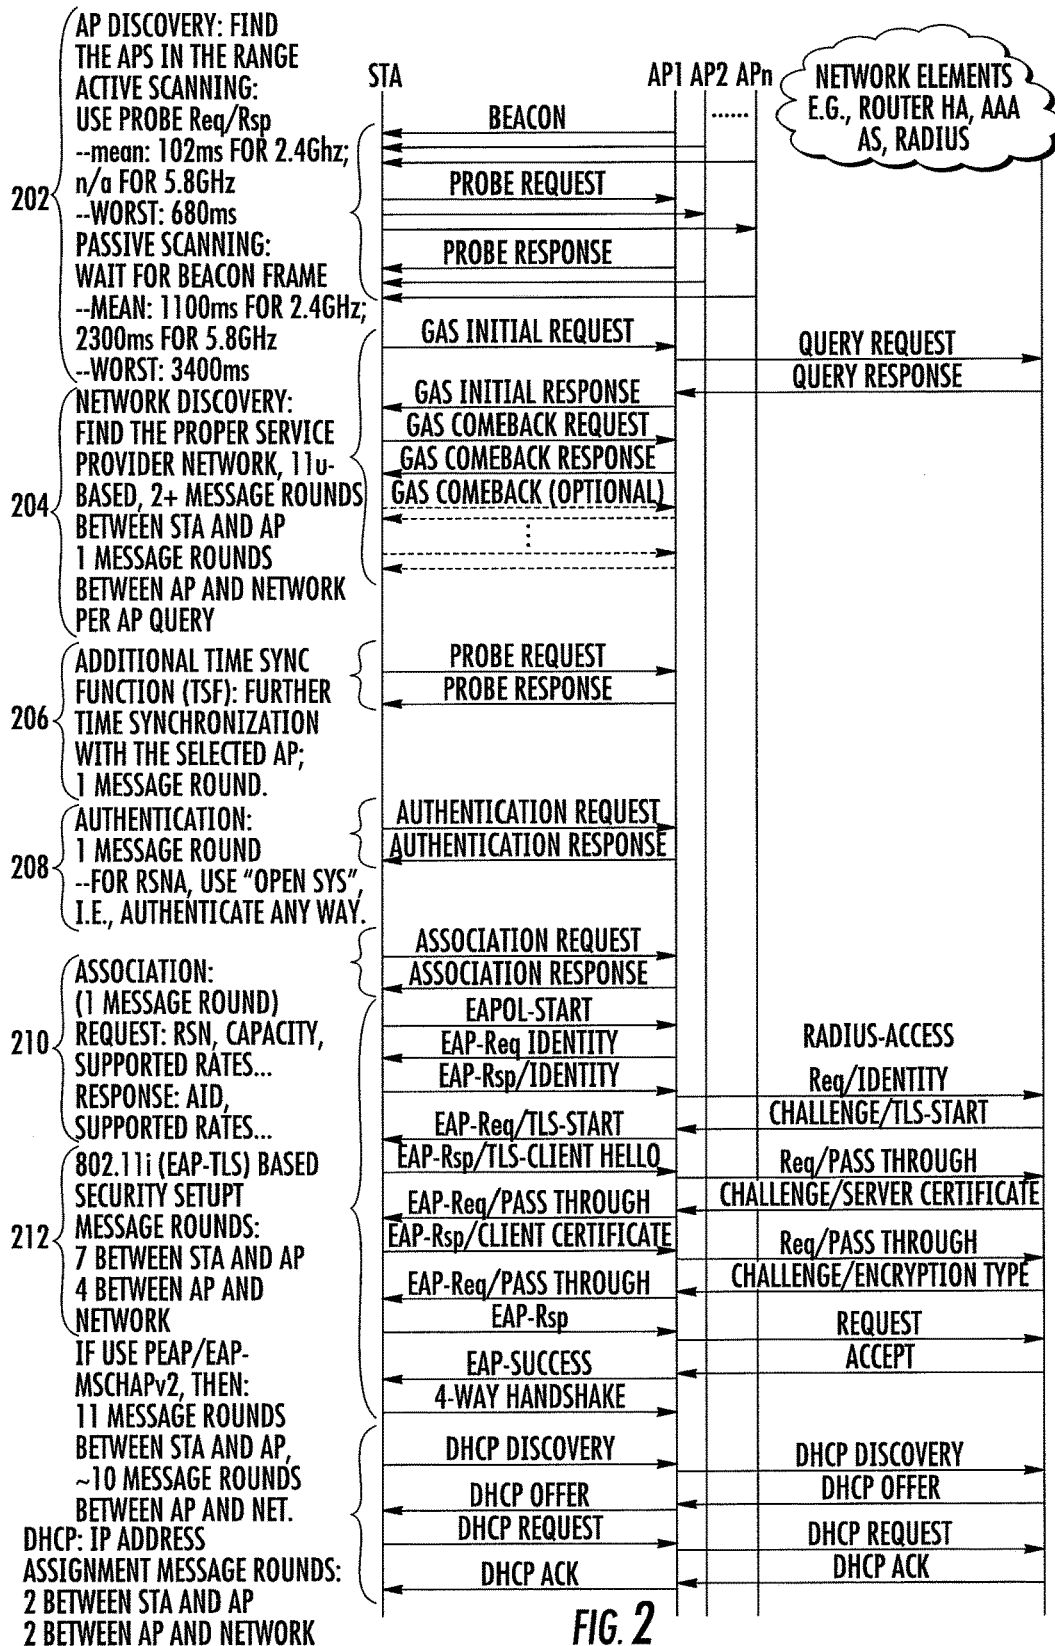 AP DISCOVERY: FIND
THE APS IN THE RANGE
ACTIVE SCANNING:
USE PROBE Req/Rsp
--mean: 102ms FOR 2.4Ghz;
n/a FOR 5.8GHz
--WORST: 680ms
PASSIVE SCANNING:
WAIT FOR BEACON FRAME
--MEAN: 1100ms FOR 2.4GHz;
2300ms FOR 5.8GHz
--WORST: 3400ms
202
NETWORK DISCOVERY:
FIND THE PROPER SERVICE
PROVIDER NETWORK, 11u-
BASED, 2+ MESSAGE ROUNDS
BETWEEN STA AND AP
1 MESSAGE ROUNDS
BETWEEN AP AND NETWORK
PER AP QUERY
204
ADDITIONAL TIME SYNC
FUNCTION (TSF): FURTHER
TIME SYNCHRONIZATION
WITH THE SELECTED AP;
1 MESSAGE ROUND.
206
AUTHENTICATION:
1 MESSAGE ROUND
--FOR RSNA, USE “OPEN SYS”,
I.E., AUTHENTICATE ANY WAY.
208
ASSOCIATION:
(1 MESSAGE ROUND)
REQUEST: RSN, CAPACITY,
SUPPORTED RATES...
RESPONSE: AID,
SUPPORTED RATES...
210
802.11i (EAP-TLS) BASED
SECURITY SETUPT
MESSAGE ROUNDS:
7 BETWEEN STA AND AP
4 BETWEEN AP AND
NETWORK
212
IF USE PEAP/EAP-
MSCHAPv2, THEN:
11 MESSAGE ROUNDS
BETWEEN STA AND AP,
~10 MESSAGE ROUNDS
BETWEEN AP AND NET.
DHCP: IP ADDRESS
ASSIGNMENT MESSAGE ROUNDS:
2 BETWEEN STA AND AP
2 BETWEEN AP AND NETWORK
STA
AP1 AP2 APn
......
NETWORK ELEMENTS
E.G., ROUTER HA, AAA
AS, RADIUS
BEACON
PROBE REQUEST
PROBE RESPONSE
GAS INITIAL REQUEST
QUERY REQUEST
QUERY RESPONSE
GAS INITIAL RESPONSE
GAS COMEBACK REQUEST
GAS COMEBACK RESPONSE
GAS COMEBACK (OPTIONAL)
⋮
PROBE REQUEST
PROBE RESPONSE
AUTHENTICATION REQUEST
AUTHENTICATION RESPONSE
ASSOCIATION REQUEST
ASSOCIATION RESPONSE
EAPOL-START
EAP-Req IDENTITY
RADIUS-ACCESS
EAP-Rsp/IDENTITY
Req/IDENTITY
CHALLENGE/TLS-START
EAP-Req/TLS-START
EAP-Rsp/TLS-CLIENT HELLO
Req/PASS THROUGH
CHALLENGE/SERVER CERTIFICATE
EAP-Req/PASS THROUGH
EAP-Rsp/CLIENT CERTIFICATE
Req/PASS THROUGH
CHALLENGE/ENCRYPTION TYPE
EAP-Req/PASS THROUGH
EAP-Rsp
REQUEST
ACCEPT
EAP-SUCCESS
4-WAY HANDSHAKE
DHCP DISCOVERY
DHCP DISCOVERY
DHCP OFFER
DHCP OFFER
DHCP REQUEST
DHCP REQUEST
DHCP ACK
DHCP ACK
FIG. 2